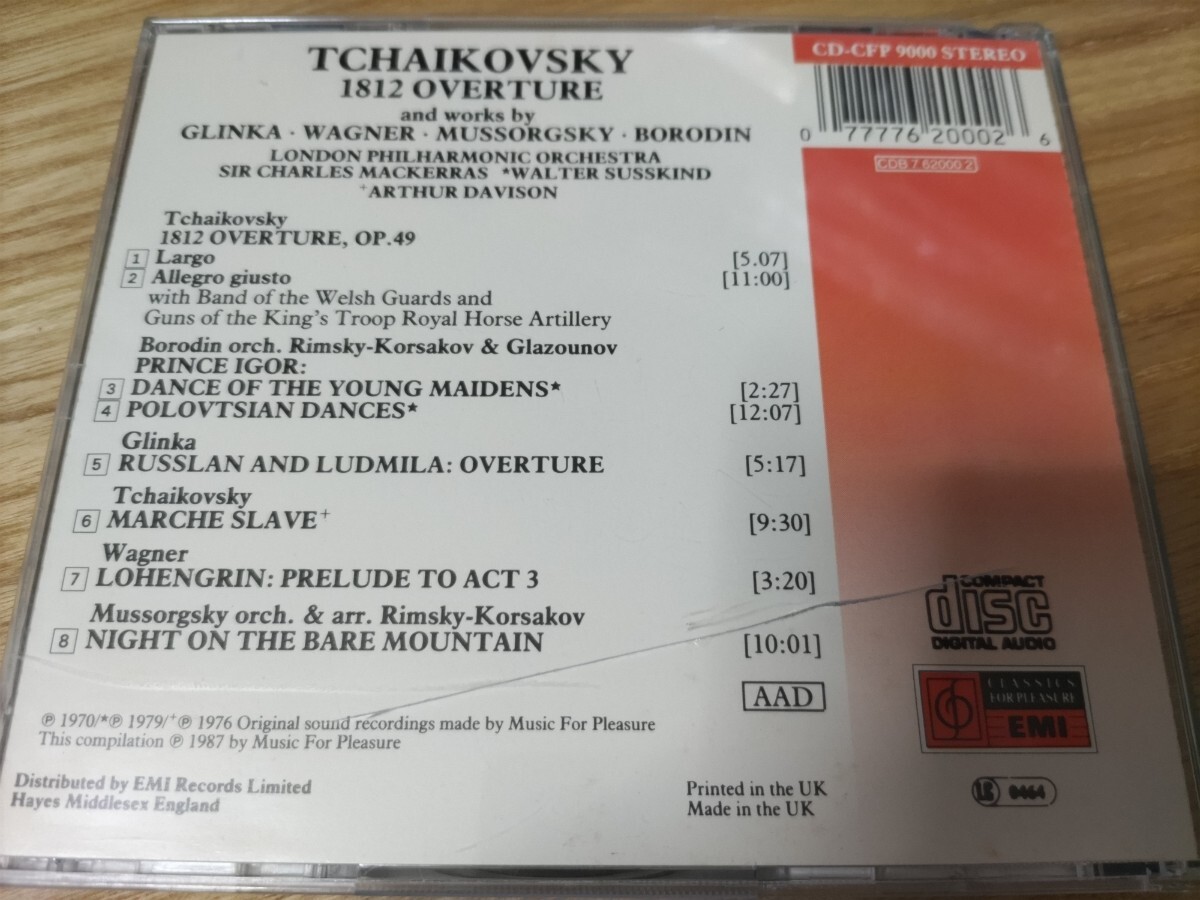 TCHAIKOVSKY
1812 OVERTURE
and works by
GLINKA · WAGNER · MUSSORGSKY · BORODIN
LONDON PHILHARMONIC ORCHESTRA
SIR CHARLES MACKERRAS *WALTER SUSSKIND
+ARTHUR DAVISON
CD-CFP 9000 STEREO
0 77776 20002 6
CDB 7 62000 2
Tchaikovsky
1812 OVERTURE, OP.49
1 Largo [5.07]
2 Allegro giusto [11:00]
with Band of the Welsh Guards and
Guns of the King's Troop Royal Horse Artillery
Borodin orch. Rimsky-Korsakov & Glazounov
PRINCE IGOR:
3 DANCE OF THE YOUNG MAIDENS* [2:27]
4 POLOVTSIAN DANCES* [12:07]
Glinka
5 RUSSLAN AND LUDMILA: OVERTURE [5:17]
Tchaikovsky
6 MARCHE SLAVE+ [9:30]
Wagner
7 LOHENGRIN: PRELUDE TO ACT 3 [3:20]
Mussorgsky orch. & arr. Rimsky-Korsakov
8 NIGHT ON THE BARE MOUNTAIN [10:01]
AAD
COMPACT
disc
DIGITAL AUDIO
CLASSICS
FOR PLEASURE
EMI
℗ 1970/*℗ 1979/+℗ 1976 Original sound recordings made by Music For Pleasure
This compilation ℗ 1987 by Music For Pleasure
Distributed by EMI Records Limited
Hayes Middlesex England
Printed in the UK
Made in the UK
LC 0464